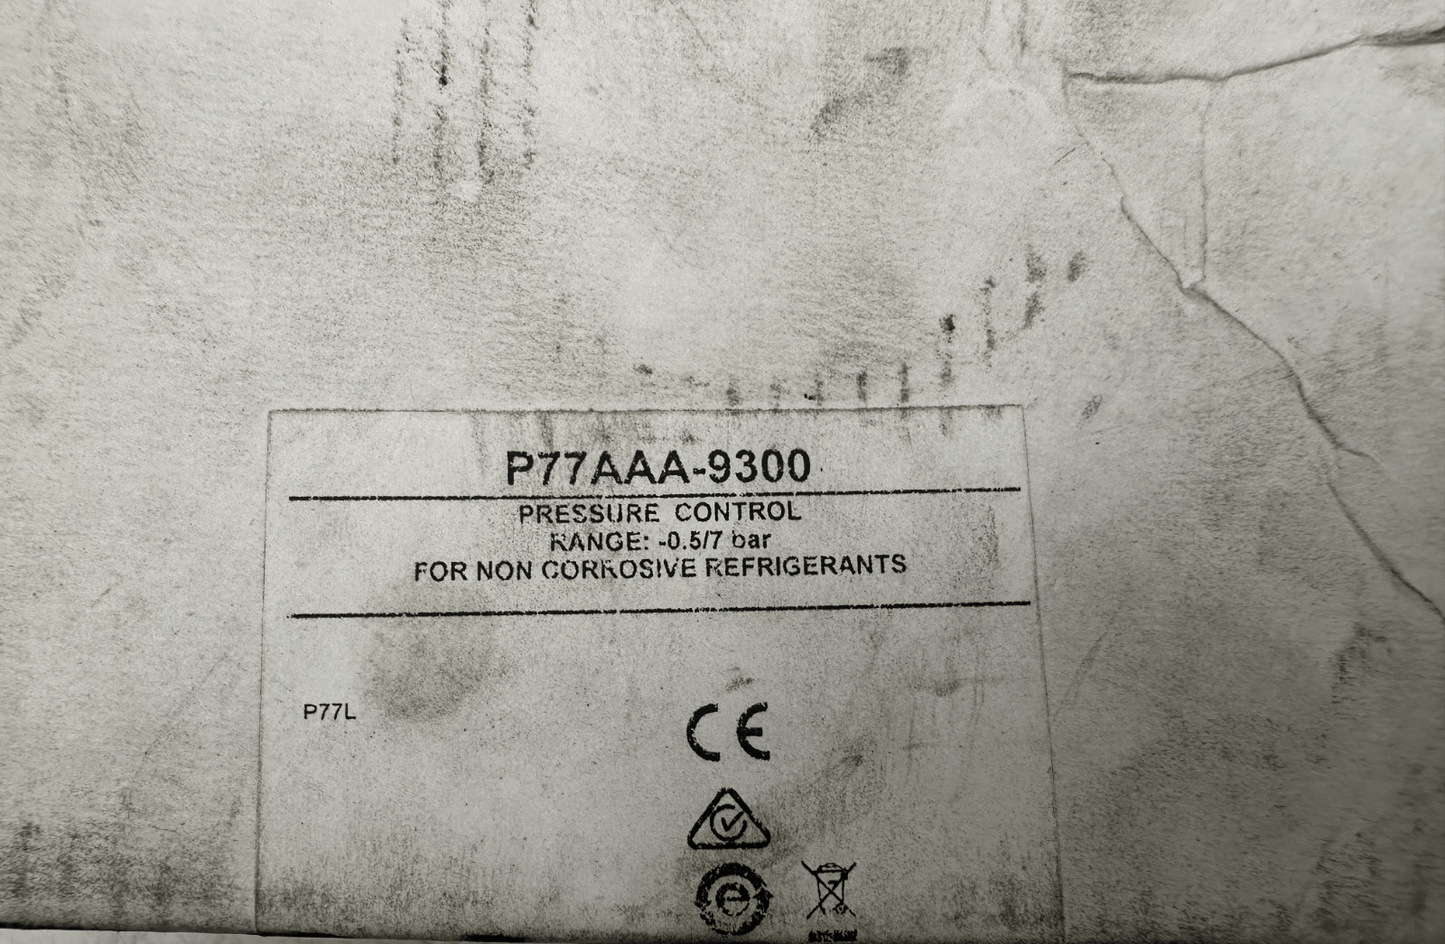 P77AAA-9300
PRESSURE CONTROL
RANGE: -0.5/7 bar
FOR NON CORROSIVE REFRIGERANTS
P77L
CE
e